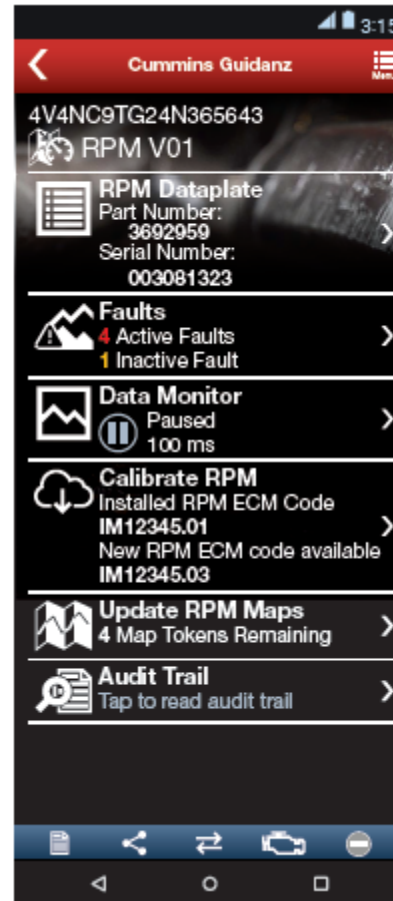 3:15
Cummins Guidanz
Menu
4V4NC9TG24N365643
RPM V01
RPM Dataplate
Part Number:
3692959
Serial Number:
003081323
Faults
4 Active Faults
1 Inactive Fault
Data Monitor
Paused
100 ms
Calibrate RPM
Installed RPM ECM Code
IM12345.01
New RPM ECM code available
IM12345.03
Update RPM Maps
4 Map Tokens Remaining
Audit Trail
Tap to read audit trail